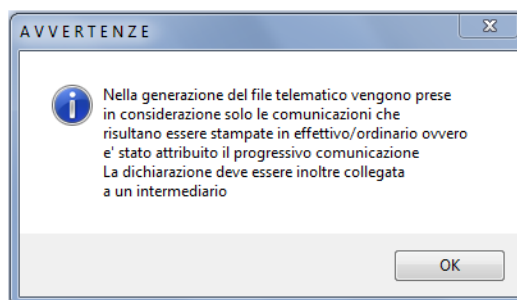 AVVERTENZE
Nella generazione del file telematico vengono prese
in considerazione solo le comunicazioni che
risultano essere stampate in effettivo/ordinario ovvero
e' stato attribuito il progressivo comunicazione
La dichiarazione deve essere inoltre collegata
a un intermediario
OK